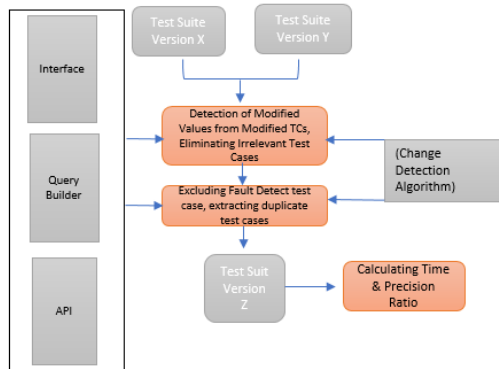 Test Suite
Version X
Test Suite
Version Y
Interface
Detection of Modified
Values from Modified TCs,
Eliminating Irrelevant Test
Cases
(Change
Detection
Algorithm)
Query
Builder
Excluding Fault Detect test
case, extracting duplicate
test cases
Test Suit
Version
Z
Calculating Time
& Precision
Ratio
API